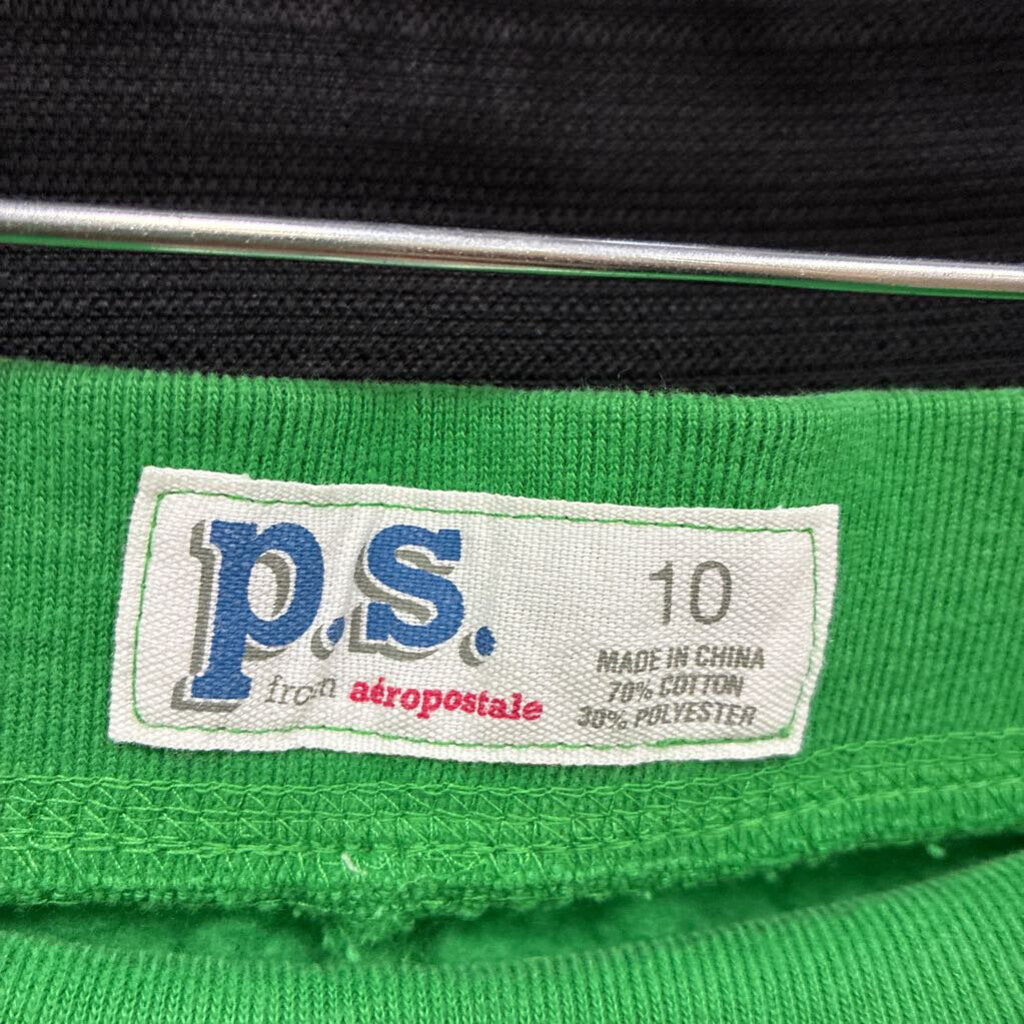 p.s.
from aéropostale
10
MADE IN CHINA
70% COTTON
30% POLYESTER